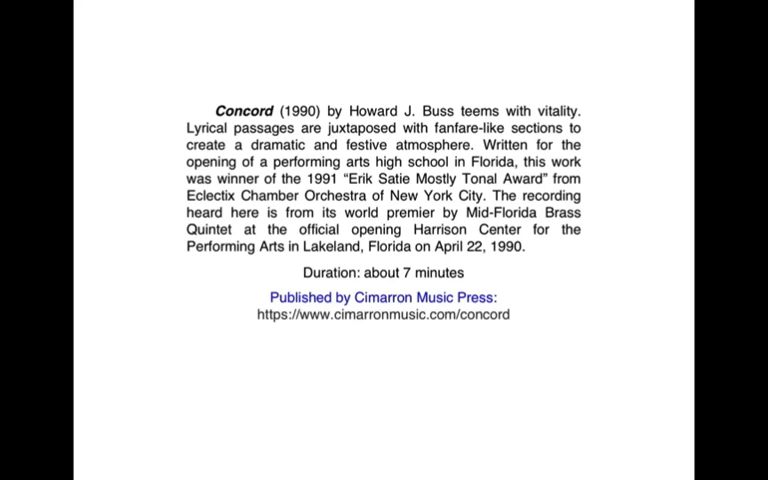 Concord (1990) by Howard J. Buss teems with vitality.
Lyrical passages are juxtaposed with fanfare-like sections to
create a dramatic and festive atmosphere. Written for the
opening of a performing arts high school in Florida, this work
was winner of the 1991 “Erik Satie Mostly Tonal Award” from
Eclectix Chamber Orchestra of New York City. The recording
heard here is from its world premier by Mid-Florida Brass
Quintet at the official opening Harrison Center for the
Performing Arts in Lakeland, Florida on April 22, 1990.
Duration: about 7 minutes
Published by Cimarron Music Press:
https://www.cimarronmusic.com/concord